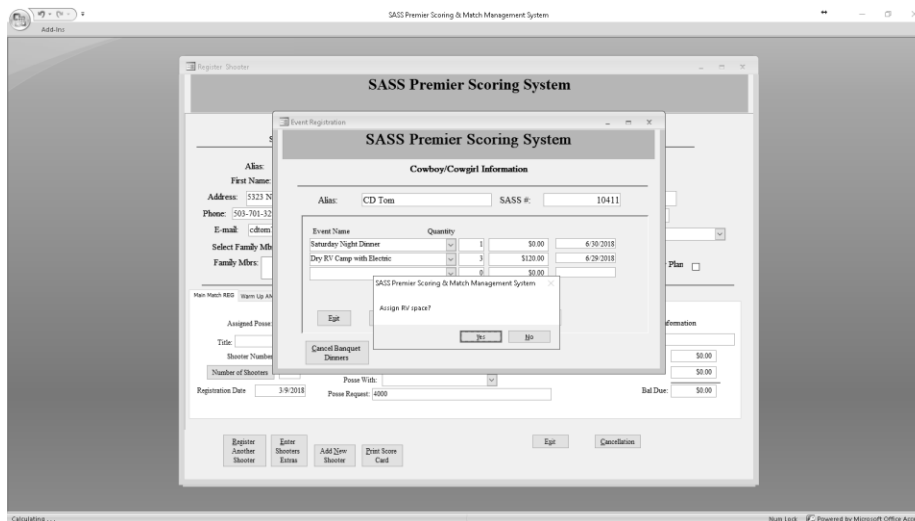 SASS Premier Scoring & Match Management System
Add-Ins
Register Shooter
SASS Premier Scoring System
Event Registration
SASS Premier Scoring System
Cowboy/Cowgirl Information
Alias: CD Tom SASS #: 10411
Event Name Quantity
Saturday Night Dinner 1 $0.00 6/30/2018
Dry RV Camp with Electric 3 $120.00 6/29/2018
0 $0.00
SASS Premier Scoring & Match Management System
Assign RV space?
Yes No
Exit
Cancel Banquet
Dinners
Alias:
First Name:
Address: 5323 N
Phone: 503-701-32
E-mail: cdtom
Select Family Mb
Family Mbrs:
Plan
Main Match REG Warm Up
Assigned Posse:
Title:
Shooter Number
Number of Shooters
Registration Date 3/9/2018
Posse With:
Posse Request: 4000
formation
$0.00
$0.00
Bal.Due: $0.00
Register
Another
Shooter
Enter
Shooters
Extras
Add New
Shooter
Print Score
Card
Exit
Cancellation
Calculating . . .
Num Lock Powered by Microsoft Office Acce